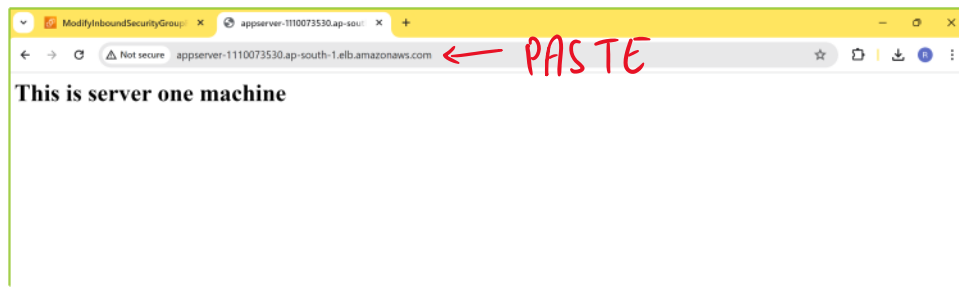 ModifyInboundSecurityGroup
appserver-1110073530.ap-sout
Not secure
appserver-1110073530.ap-south-1.elb.amazonaws.com
PASTE
R
This is server one machine